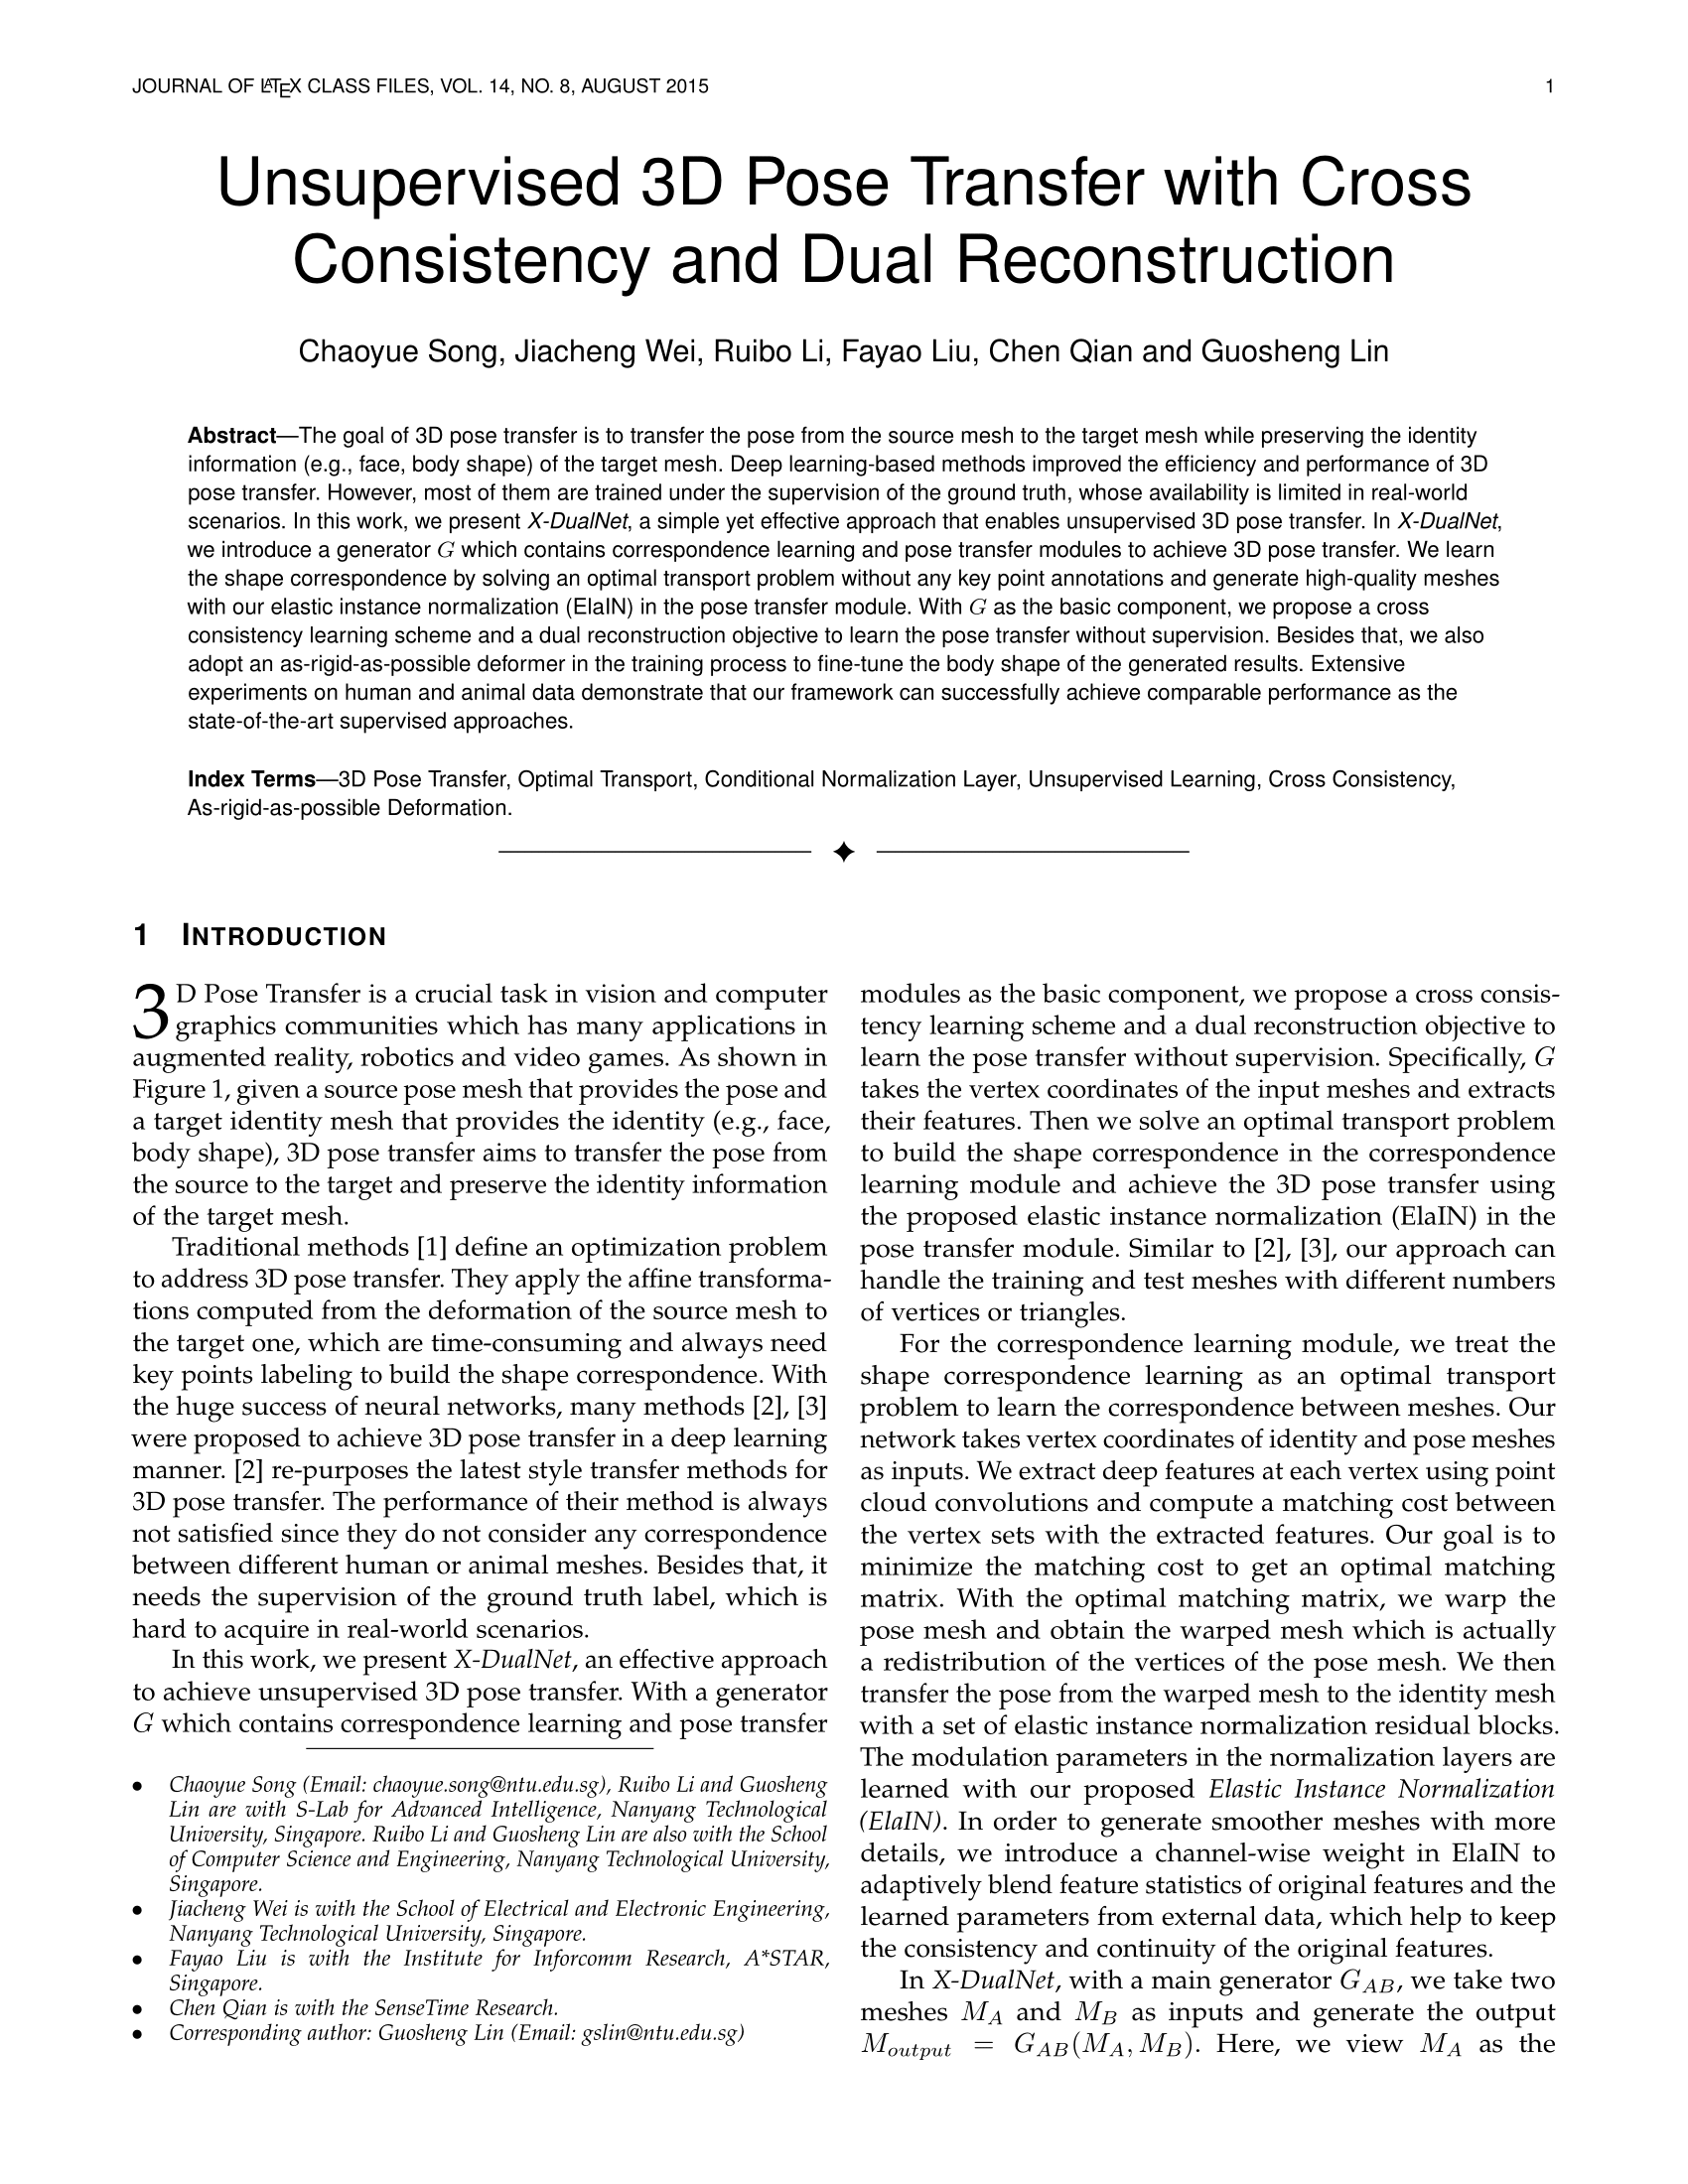 JOURNAL OF LATEX CLASS FILES, VOL. 14, NO. 8, AUGUST 2015
1
Unsupervised 3D Pose Transfer with Cross
Consistency and Dual Reconstruction
Chaoyue Song, Jiacheng Wei, Ruibo Li, Fayao Liu, Chen Qian and Guosheng Lin
Abstract—The goal of 3D pose transfer is to transfer the pose from the source mesh to the target mesh while preserving the identity
information (e.g., face, body shape) of the target mesh. Deep learning-based methods improved the efficiency and performance of 3D
pose transfer. However, most of them are trained under the supervision of the ground truth, whose availability is limited in real-world
scenarios. In this work, we present X-DualNet, a simple yet effective approach that enables unsupervised 3D pose transfer. In X-DualNet,
we introduce a generator G which contains correspondence learning and pose transfer modules to achieve 3D pose transfer. We learn
the shape correspondence by solving an optimal transport problem without any key point annotations and generate high-quality meshes
with our elastic instance normalization (ElaIN) in the pose transfer module. With G as the basic component, we propose a cross
consistency learning scheme and a dual reconstruction objective to learn the pose transfer without supervision. Besides that, we also
adopt an as-rigid-as-possible deformer in the training process to fine-tune the body shape of the generated results. Extensive
experiments on human and animal data demonstrate that our framework can successfully achieve comparable performance as the
state-of-the-art supervised approaches.
Index Terms—3D Pose Transfer, Optimal Transport, Conditional Normalization Layer, Unsupervised Learning, Cross Consistency,
As-rigid-as-possible Deformation.
1 INTRODUCTION
3D Pose Transfer is a crucial task in vision and computer
graphics communities which has many applications in
augmented reality, robotics and video games. As shown in
Figure 1, given a source pose mesh that provides the pose and
a target identity mesh that provides the identity (e.g., face,
body shape), 3D pose transfer aims to transfer the pose from
the source to the target and preserve the identity information
of the target mesh.
Traditional methods [1] define an optimization problem
to address 3D pose transfer. They apply the affine transforma-
tions computed from the deformation of the source mesh to
the target one, which are time-consuming and always need
key points labeling to build the shape correspondence. With
the huge success of neural networks, many methods [2], [3]
were proposed to achieve 3D pose transfer in a deep learning
manner. [2] re-purposes the latest style transfer methods for
3D pose transfer. The performance of their method is always
not satisfied since they do not consider any correspondence
between different human or animal meshes. Besides that, it
needs the supervision of the ground truth label, which is
hard to acquire in real-world scenarios.
In this work, we present X-DualNet, an effective approach
to achieve unsupervised 3D pose transfer. With a generator
G which contains correspondence learning and pose transfer
• Chaoyue Song (Email: chaoyue.song@ntu.edu.sg), Ruibo Li and Guosheng
Lin are with S-Lab for Advanced Intelligence, Nanyang Technological
University, Singapore. Ruibo Li and Guosheng Lin are also with the School
of Computer Science and Engineering, Nanyang Technological University,
Singapore.
• Jiacheng Wei is with the School of Electrical and Electronic Engineering,
Nanyang Technological University, Singapore.
• Fayao Liu is with the Institute for Inforcomm Research, A*STAR,
Singapore.
• Chen Qian is with the SenseTime Research.
• Corresponding author: Guosheng Lin (Email: gslin@ntu.edu.sg)
modules as the basic component, we propose a cross consis-
tency learning scheme and a dual reconstruction objective to
learn the pose transfer without supervision. Specifically, G
takes the vertex coordinates of the input meshes and extracts
their features. Then we solve an optimal transport problem
to build the shape correspondence in the correspondence
learning module and achieve the 3D pose transfer using
the proposed elastic instance normalization (ElaIN) in the
pose transfer module. Similar to [2], [3], our approach can
handle the training and test meshes with different numbers
of vertices or triangles.
For the correspondence learning module, we treat the
shape correspondence learning as an optimal transport
problem to learn the correspondence between meshes. Our
network takes vertex coordinates of identity and pose meshes
as inputs. We extract deep features at each vertex using point
cloud convolutions and compute a matching cost between
the vertex sets with the extracted features. Our goal is to
minimize the matching cost to get an optimal matching
matrix. With the optimal matching matrix, we warp the
pose mesh and obtain the warped mesh which is actually
a redistribution of the vertices of the pose mesh. We then
transfer the pose from the warped mesh to the identity mesh
with a set of elastic instance normalization residual blocks.
The modulation parameters in the normalization layers are
learned with our proposed Elastic Instance Normalization
(ElaIN). In order to generate smoother meshes with more
details, we introduce a channel-wise weight in ElaIN to
adaptively blend feature statistics of original features and the
learned parameters from external data, which help to keep
the consistency and continuity of the original features.
In X-DualNet, with a main generator G_{AB}, we take two
meshes M_A and M_B as inputs and generate the output
M_{output} = G_{AB}(M_A, M_B). Here, we view M_A as the